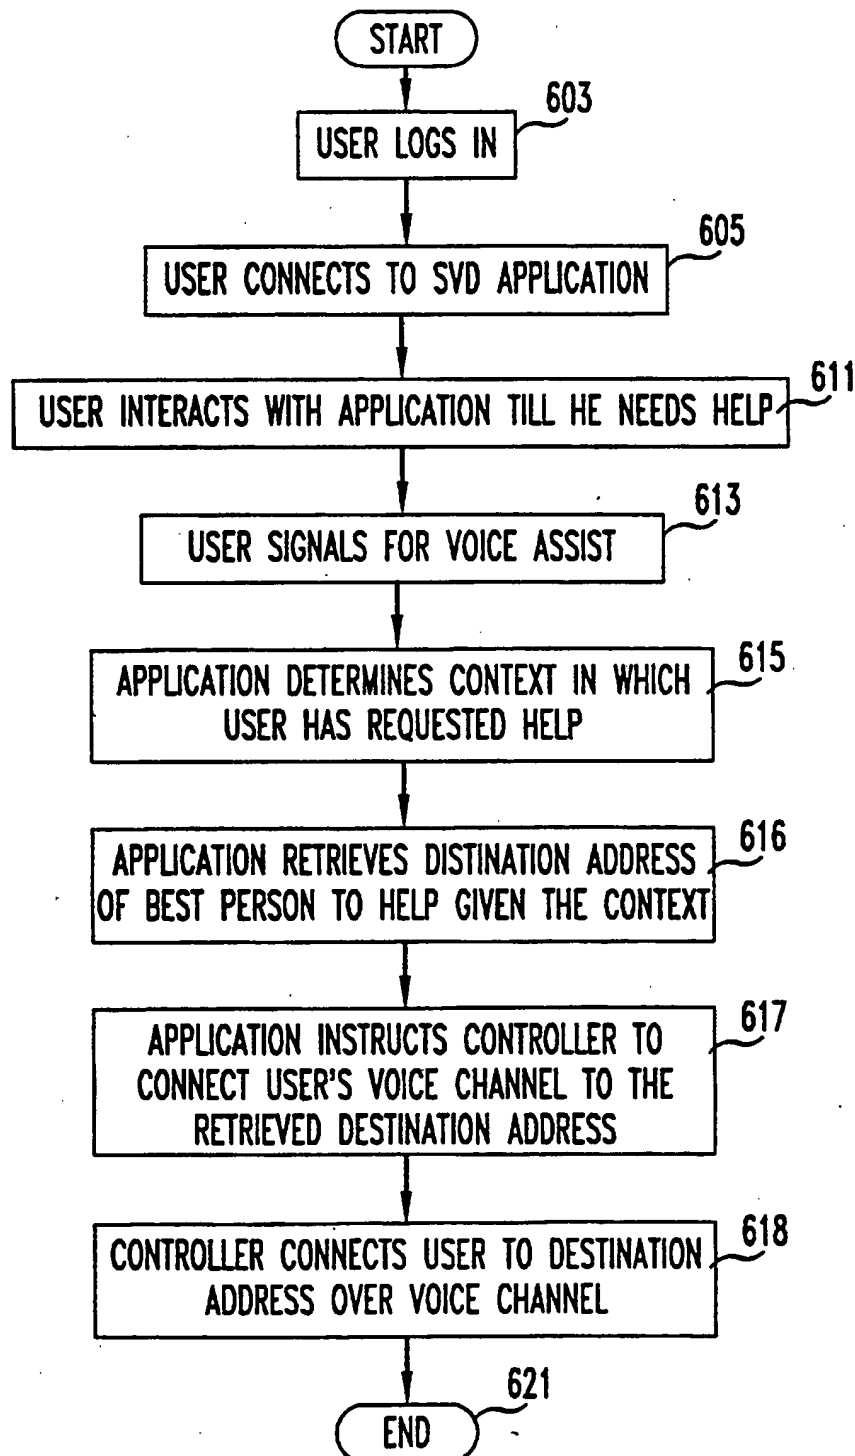 START
603
USER LOGS IN
605
USER CONNECTS TO SVD APPLICATION
611
USER INTERACTS WITH APPLICATION TILL HE NEEDS HELP
613
USER SIGNALS FOR VOICE ASSIST
615
APPLICATION DETERMINES CONTEXT IN WHICH
USER HAS REQUESTED HELP
616
APPLICATION RETRIEVES DISTINATION ADDRESS
OF BEST PERSON TO HELP GIVEN THE CONTEXT
617
APPLICATION INSTRUCTS CONTROLLER TO
CONNECT USER'S VOICE CHANNEL TO THE
RETRIEVED DESTINATION ADDRESS
618
CONTROLLER CONNECTS USER TO DESTINATION
ADDRESS OVER VOICE CHANNEL
621
END